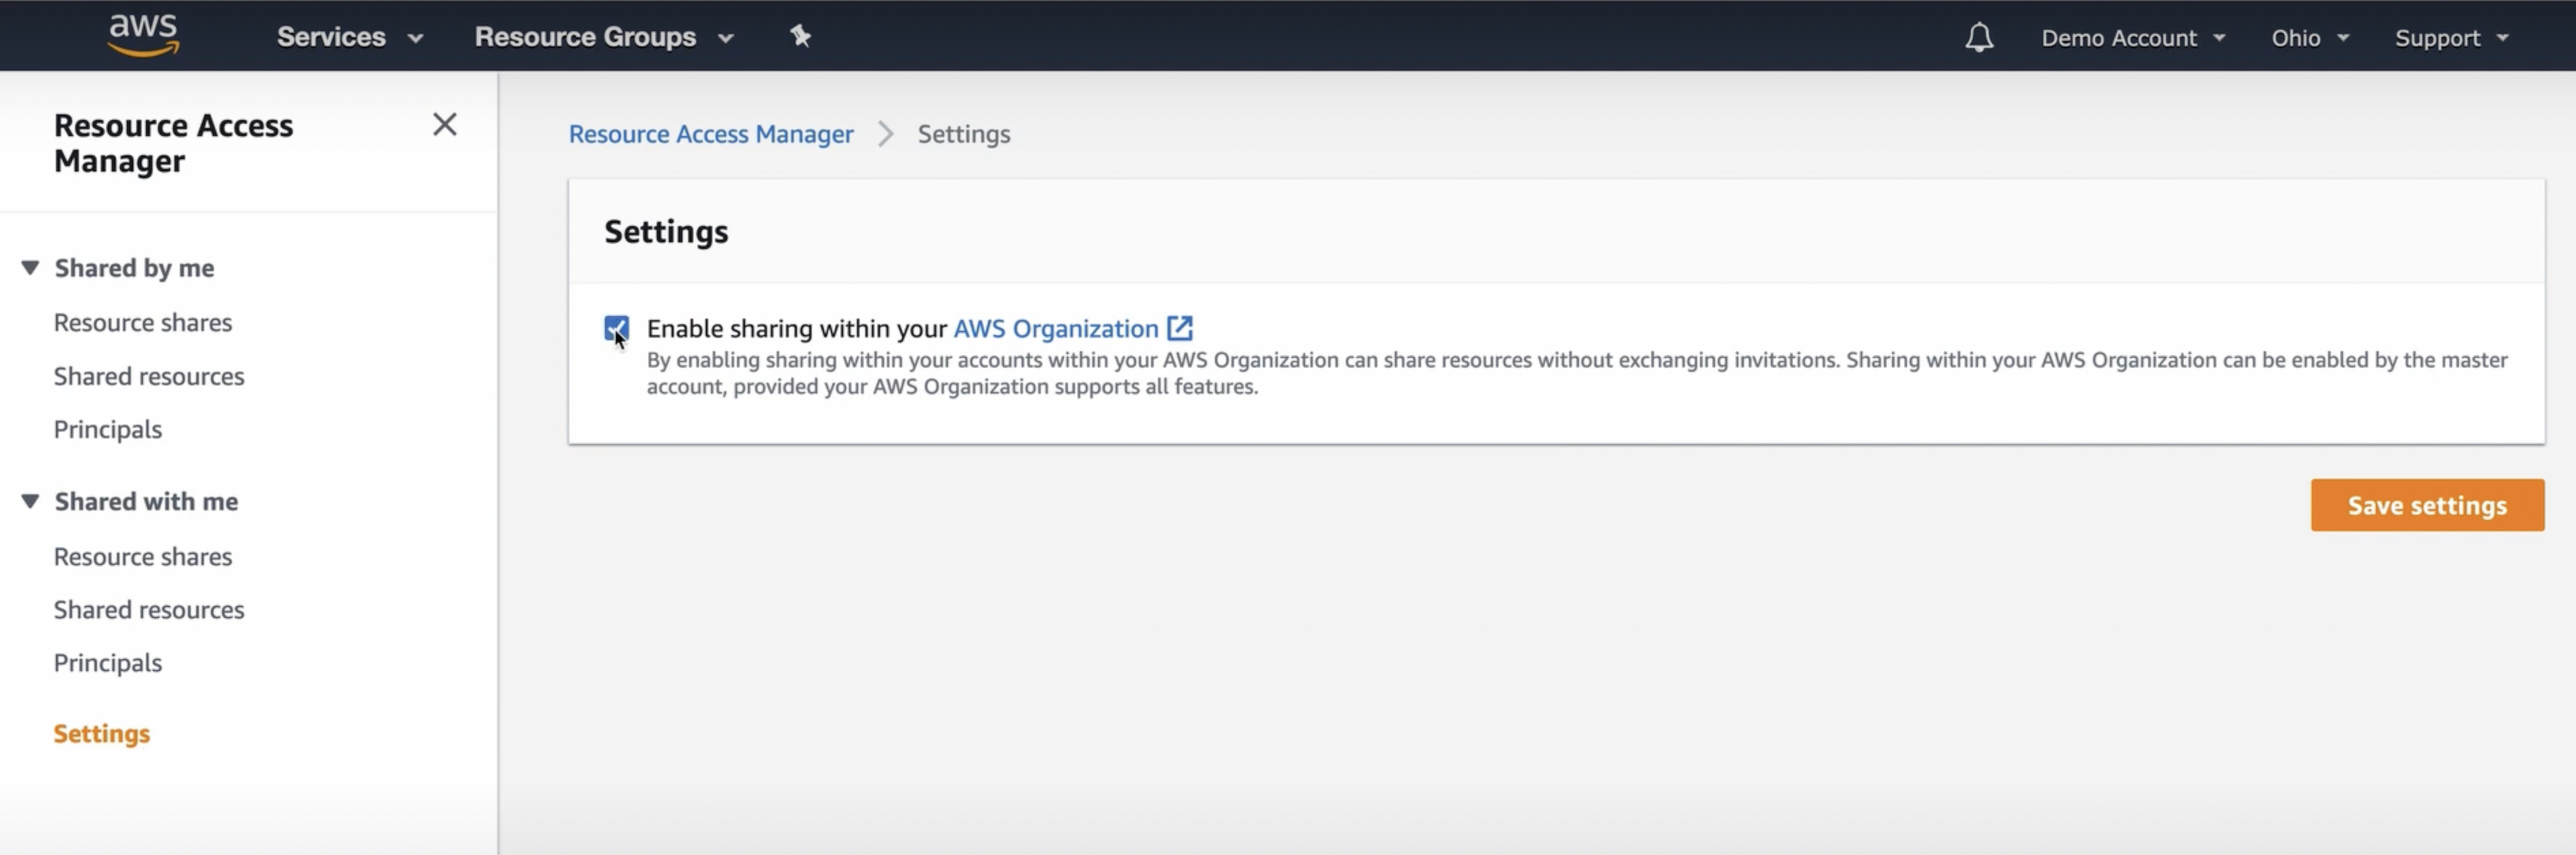 aws Services Resource Groups Demo Account Ohio Support
Resource Access
Manager
Shared by me
Resource shares
Shared resources
Principals
Shared with me
Resource shares
Shared resources
Principals
Settings
Resource Access Manager Settings
Settings
Enable sharing within your AWS Organization
By enabling sharing within your accounts within your AWS Organization can share resources without exchanging invitations. Sharing within your AWS Organization can be enabled by the master
account, provided your AWS Organization supports all features.
Save settings